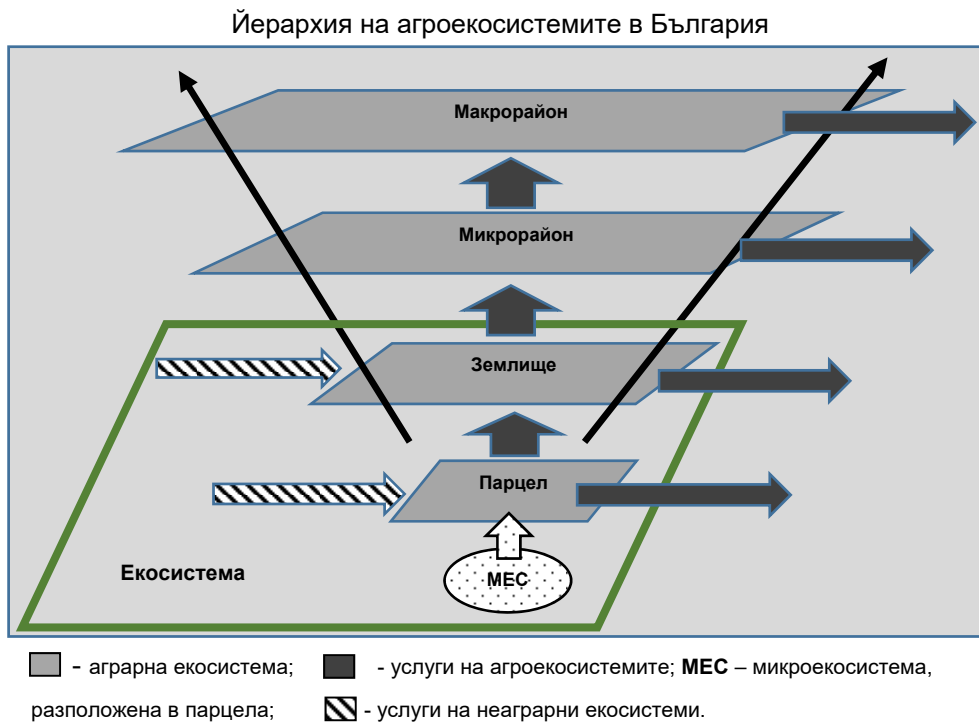 Йерархия на агроекосистемите в България
Макрорайон
Микрорайон
Землище
Парцел
Екосистема
МЕС
- аграрна екосистема; - услуги на агроекосистемите; МЕС – микроекосистема,
разположена в парцела; - услуги на неаграрни екосистеми.